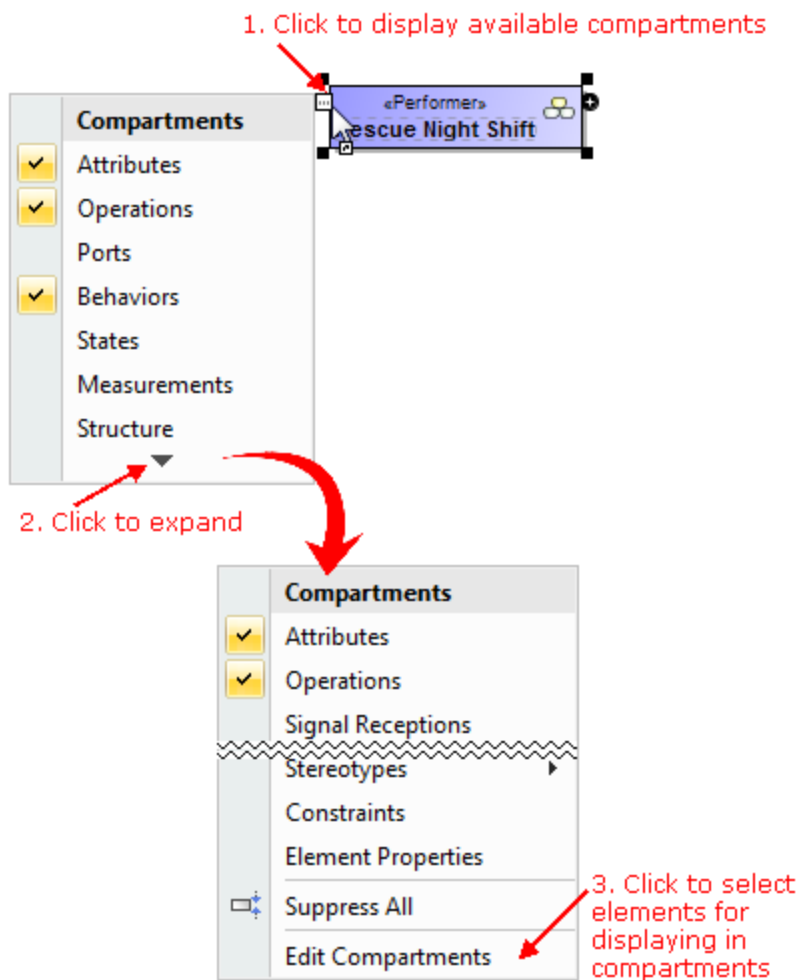 1. Click to display available compartments
«Performer»
escue Night Shift
Compartments
Attributes
Operations
Ports
Behaviors
States
Measurements
Structure
2. Click to expand
Compartments
Attributes
Operations
Signal Receptions
Stereotypes
Constraints
Element Properties
Suppress All
Edit Compartments
3. Click to select
elements for
displaying in
compartments